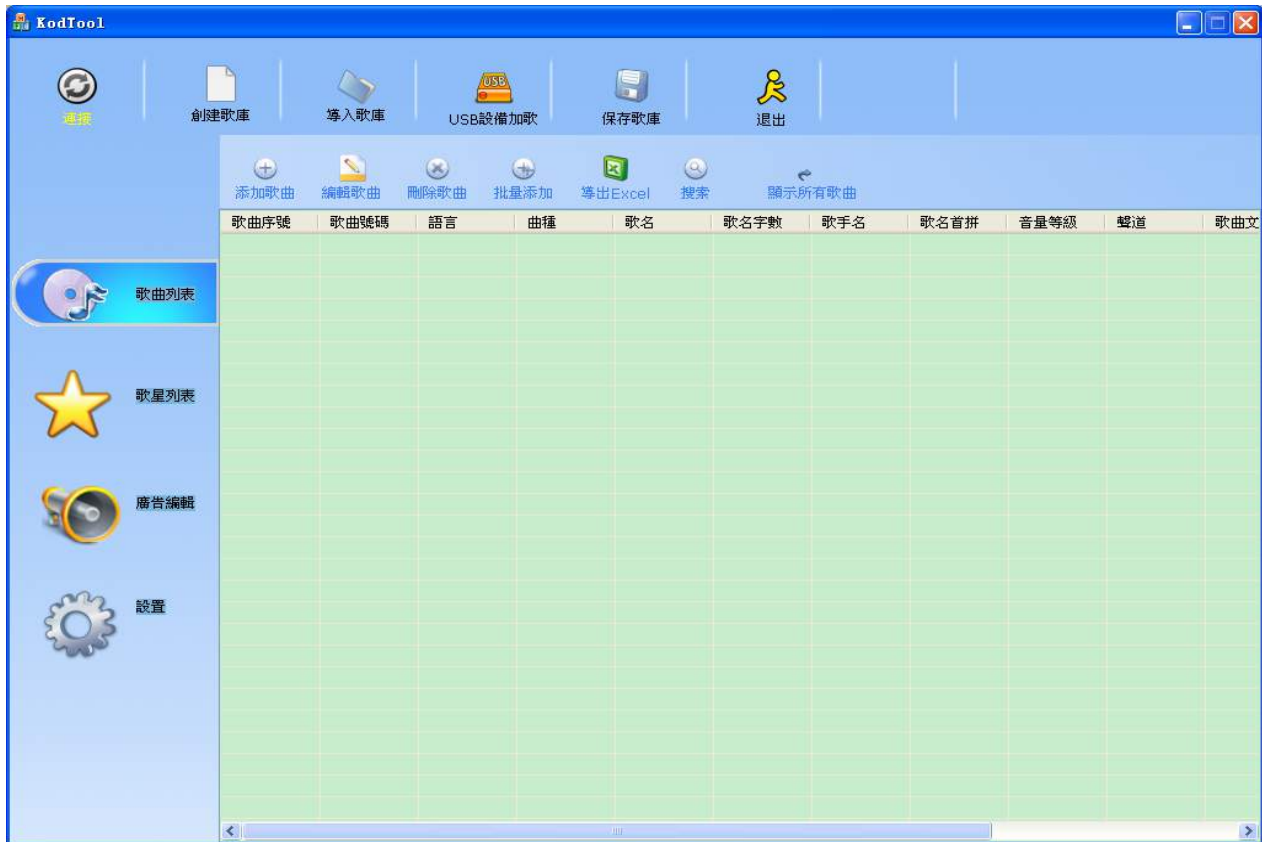 KodTool
連接
創建歌庫
導入歌庫
USB
USB設備加歌
保存歌庫
退出
添加歌曲
編輯歌曲
刪除歌曲
批量添加
導出Excel
搜索
顯示所有歌曲
歌曲序號 歌曲號碼 語言 曲種 歌名 歌名字數 歌手名 歌名首拼 音量等級 聲道 歌曲文
歌曲列表
歌星列表
廣告編輯
設置